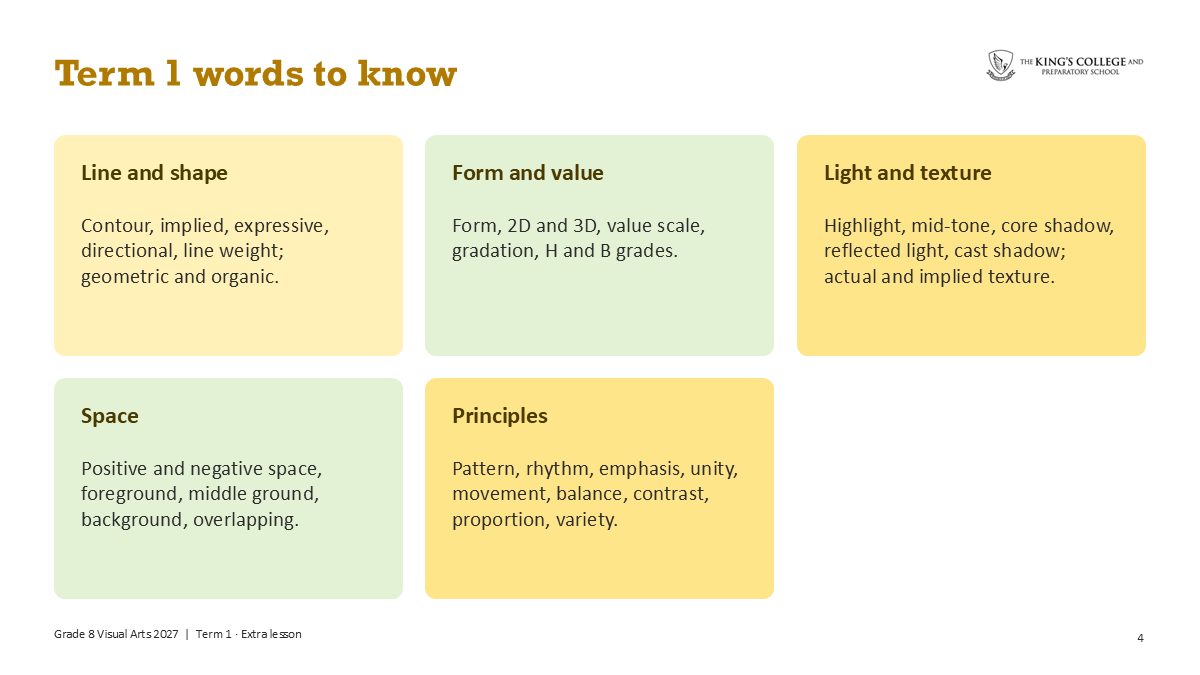 Term 1 words to know
THE KING'S COLLEGE AND
PREPARATORY SCHOOL
Line and shape
Contour, implied, expressive,
directional, line weight;
geometric and organic.
Form and value
Form, 2D and 3D, value scale,
gradation, H and B grades.
Light and texture
Highlight, mid-tone, core shadow,
reflected light, cast shadow;
actual and implied texture.
Space
Positive and negative space,
foreground, middle ground,
background, overlapping.
Principles
Pattern, rhythm, emphasis, unity,
movement, balance, contrast,
proportion, variety.
Grade 8 Visual Arts 2027 | Term 1 · Extra lesson
4